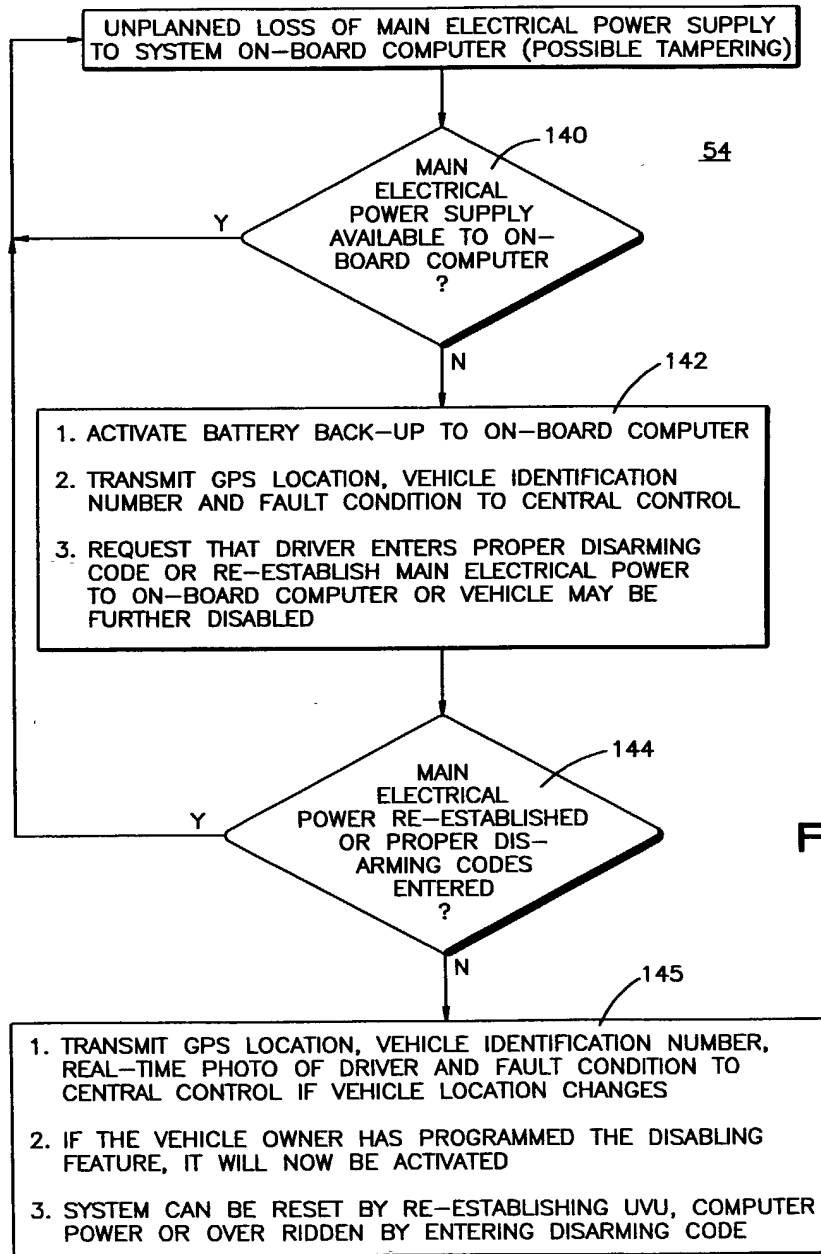 UNPLANNED LOSS OF MAIN ELECTRICAL POWER SUPPLY
TO SYSTEM ON-BOARD COMPUTER (POSSIBLE TAMPERING)
140
54
MAIN
ELECTRICAL
POWER SUPPLY
AVAILABLE TO ON-
BOARD COMPUTER
?
Y
N
142
1. ACTIVATE BATTERY BACK-UP TO ON-BOARD COMPUTER
2. TRANSMIT GPS LOCATION, VEHICLE IDENTIFICATION
NUMBER AND FAULT CONDITION TO CENTRAL CONTROL
3. REQUEST THAT DRIVER ENTERS PROPER DISARMING
CODE OR RE-ESTABLISH MAIN ELECTRICAL POWER
TO ON-BOARD COMPUTER OR VEHICLE MAY BE
FURTHER DISABLED
144
MAIN
ELECTRICAL
POWER RE-ESTABLISHED
OR PROPER DIS-
ARMING CODES
ENTERED
?
Y
F
N
145
1. TRANSMIT GPS LOCATION, VEHICLE IDENTIFICATION NUMBER,
REAL-TIME PHOTO OF DRIVER AND FAULT CONDITION TO
CENTRAL CONTROL IF VEHICLE LOCATION CHANGES
2. IF THE VEHICLE OWNER HAS PROGRAMMED THE DISABLING
FEATURE, IT WILL NOW BE ACTIVATED
3. SYSTEM CAN BE RESET BY RE-ESTABLISHING UVU, COMPUTER
POWER OR OVER RIDDEN BY ENTERING DISARMING CODE